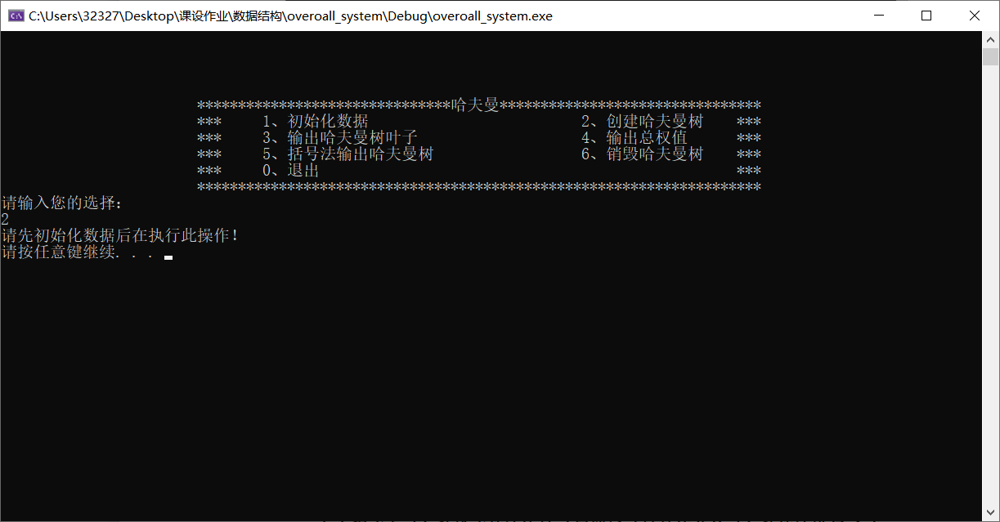 C:\Users\32327\Desktop\课设作业\数据结构\overoall_system\Debug\overoall_system.exe
*******************************哈夫曼********************************
*** 1、初始化数据 2、创建哈夫曼树 ***
*** 3、输出哈夫曼树叶子 4、输出总权值 ***
*** 5、括号法输出哈夫曼树 6、销毁哈夫曼树 ***
*** 0、退出 ***
*********************************************************************
请输入您的选择:
2
请先初始化数据后在执行此操作!
请按任意键继续. . .